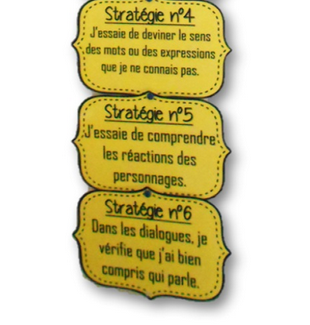 Stratégie n°4
J'essaie de deviner le sens
des mots ou des expressions
que je ne connais pas.
Stratégie n°5
J'essaie de comprendre
les réactions des
personnages.
Stratégie n°6
Dans les dialogues, je
vérifie que j'ai bien
compris qui parle.